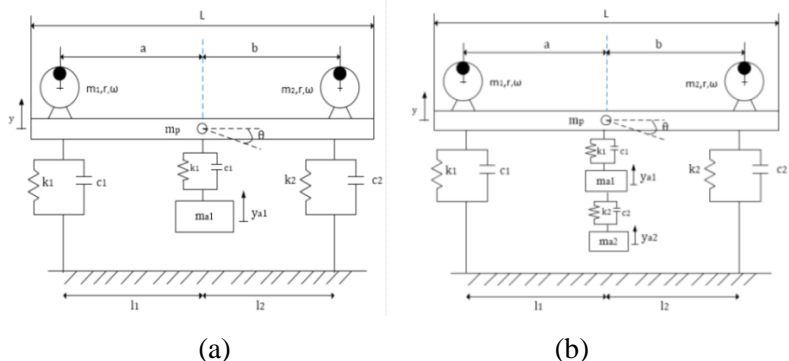 L
a
b
m1,r,ω
m2,r,ω
y
mp
θ
k1
c1
k1
c1
k2
c2
ma1
ya1
l1
l2
(a)
L
a
b
m1,r,ω
m2,r,ω
y
mp
θ
k1
c1
k1
c1
k2
c2
ma1
ya1
k2
c2
ma2
ya2
l1
l2
(b)